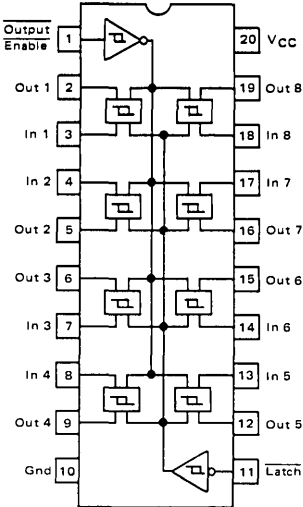 Output
Enable 1 20 VCC
Out 1 2 19 Out 8
In 1 3 18 In 8
In 2 4 17 In 7
Out 2 5 16 Out 7
Out 3 6 15 Out 6
In 3 7 14 In 6
In 4 8 13 In 5
Out 4 9 12 Out 5
Gnd 10 11 Latch